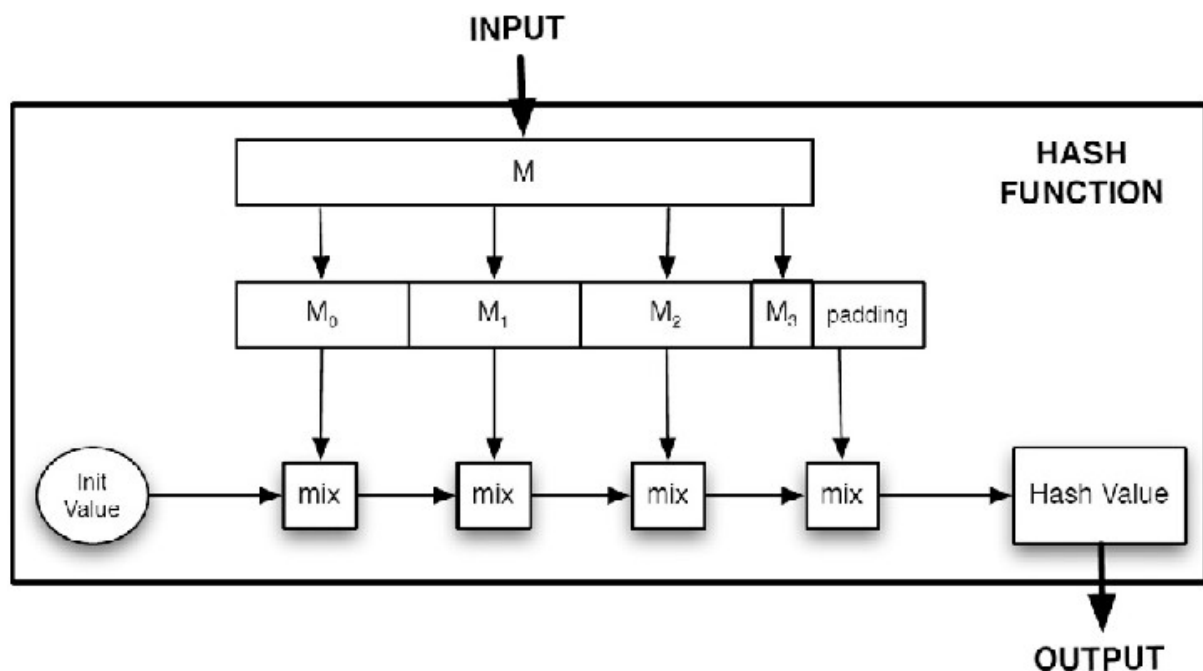 INPUT
M
HASH
FUNCTION
M₀ M₁ M₂ M₃ padding
Init
Value
mix mix mix mix Hash Value
OUTPUT